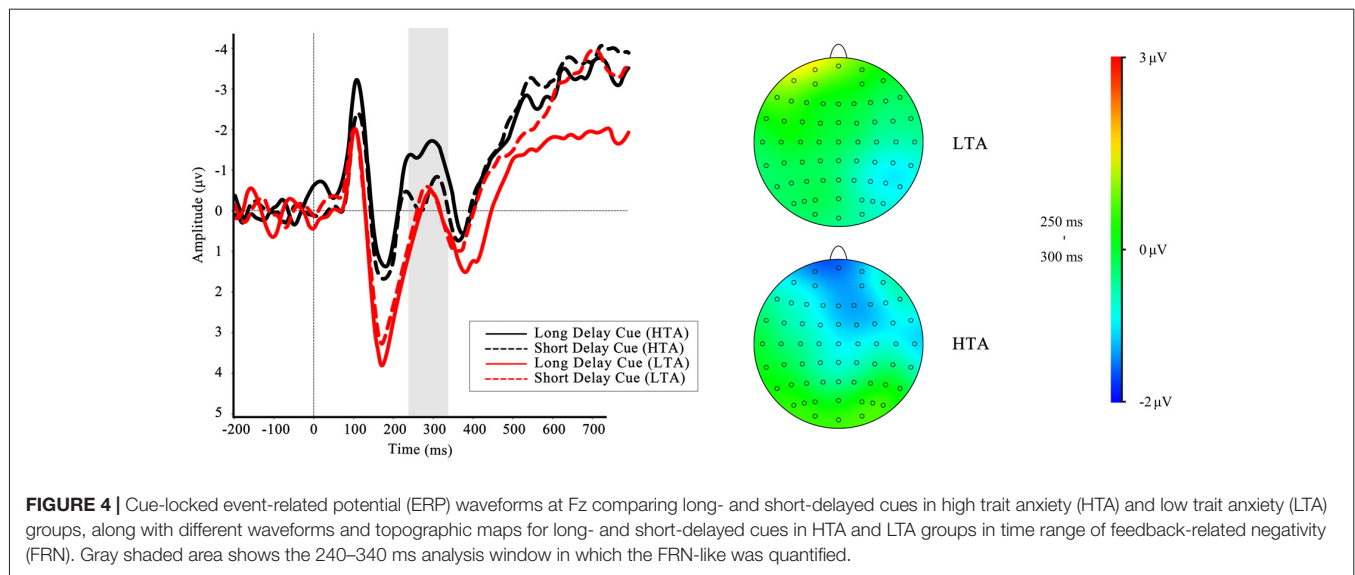 -4
-3
-2
-1
0
1
2
3
4
5
Amplitude (μv)
-200 -100 0 100 200 300 400 500 600 700
Time (ms)
Long Delay Cue (HTA)
Short Delay Cue (HTA)
Long Delay Cue (LTA)
Short Delay Cue (LTA)
LTA
HTA
250 ms
-
300 ms
3 μV
0 μV
-2 μV
FIGURE 4 | Cue-locked event-related potential (ERP) waveforms at Fz comparing long- and short-delayed cues in high trait anxiety (HTA) and low trait anxiety (LTA)
groups, along with different waveforms and topographic maps for long- and short-delayed cues in HTA and LTA groups in time range of feedback-related negativity
(FRN). Gray shaded area shows the 240–340 ms analysis window in which the FRN-like was quantified.